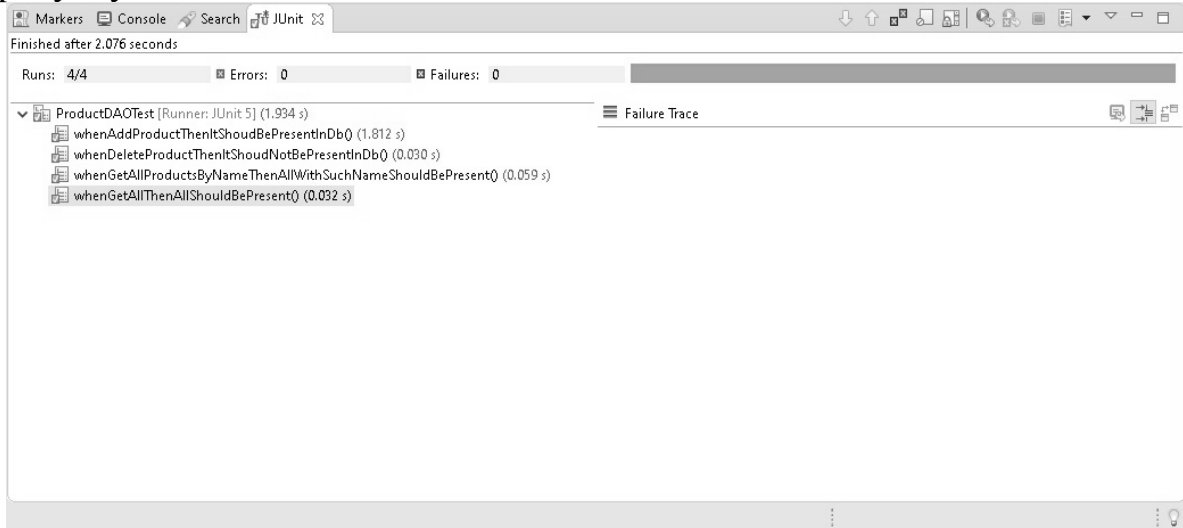 Markers Console Search JUnit
Finished after 2.076 seconds
Runs: 4/4 Errors: 0 Failures: 0
ProductDAOTest [Runner: JUnit 5] (1.934 s)
Failure Trace
whenAddProductThenItShoudBePresentInDb() (1.812 s)
whenDeleteProductThenItShoudNotBePresentInDb() (0.030 s)
whenGetAllProductsByNameThenAllWithSuchNameShouldBePresent() (0.059 s)
whenGetAllThenAllShouldBePresent() (0.032 s)